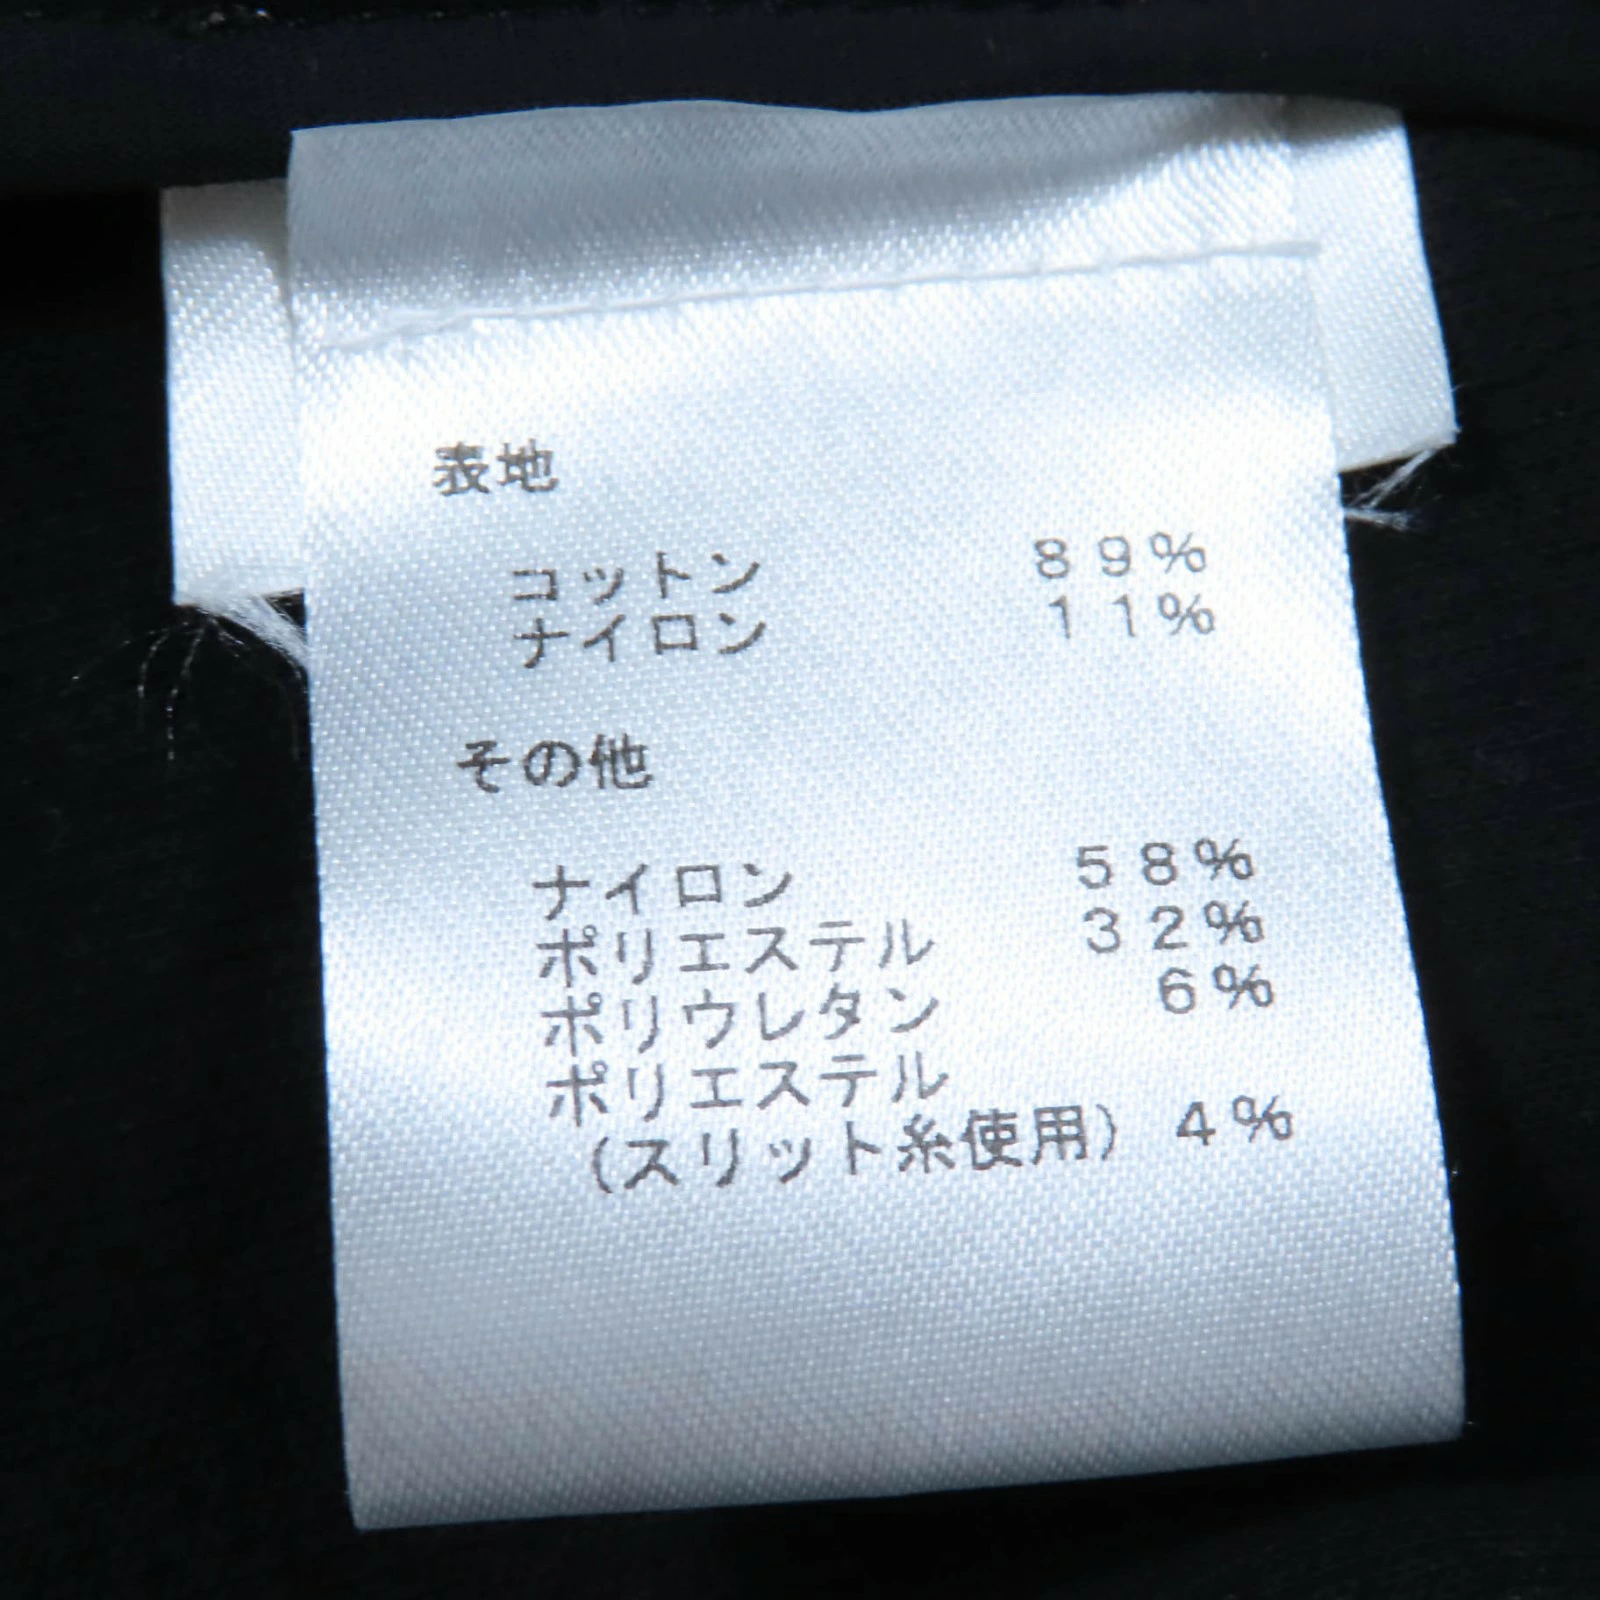 表地
コットン 89%
ナイロン 11%
その他
ナイロン 58%
ポリエステル 32%
ポリウレタン 6%
ポリエステル
(スリット糸使用) 4%